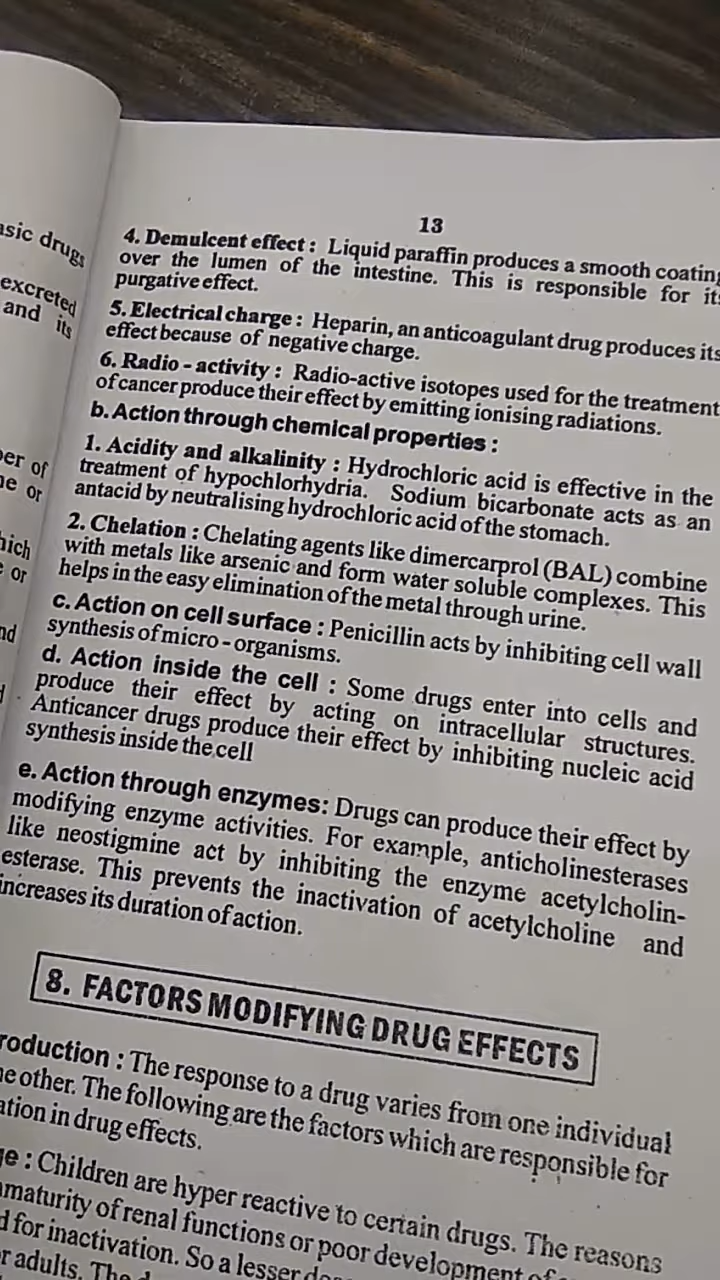 asic drugs
excreted
and its
er of
e or
hich
or
nd
13
4. Demulcent effect : Liquid paraffin produces a smooth coating
over the lumen of the intestine. This is responsible for its
purgative effect.
5. Electrical charge : Heparin, an anticoagulant drug produces its
effect because of negative charge.
6. Radio - activity : Radio-active isotopes used for the treatment
of cancer produce their effect by emitting ionising radiations.
b. Action through chemical properties :
1. Acidity and alkalinity : Hydrochloric acid is effective in the
treatment of hypochlorhydria. Sodium bicarbonate acts as an
antacid by neutralising hydrochloric acid of the stomach.
2. Chelation : Chelating agents like dimercarprol (BAL) combine
with metals like arsenic and form water soluble complexes. This
helps in the easy elimination of the metal through urine.
c. Action on cell surface : Penicillin acts by inhibiting cell wall
synthesis of micro - organisms.
d. Action inside the cell : Some drugs enter into cells and
produce their effect by acting on intracellular structures.
Anticancer drugs produce their effect by inhibiting nucleic acid
synthesis inside the cell
e. Action through enzymes: Drugs can produce their effect by
modifying enzyme activities. For example, anticholinesterases
like neostigmine act by inhibiting the enzyme acetylcholin-
esterase. This prevents the inactivation of acetylcholine and
increases its duration of action.
8. FACTORS MODIFYING DRUG EFFECTS
roduction : The response to a drug varies from one individual
e other. The following are the factors which are responsible for
ation in drug effects.
ge : Children are hyper reactive to certain drugs. The reasons
maturity of renal functions or poor development of
d for inactivation. So a lesser
r adults. The